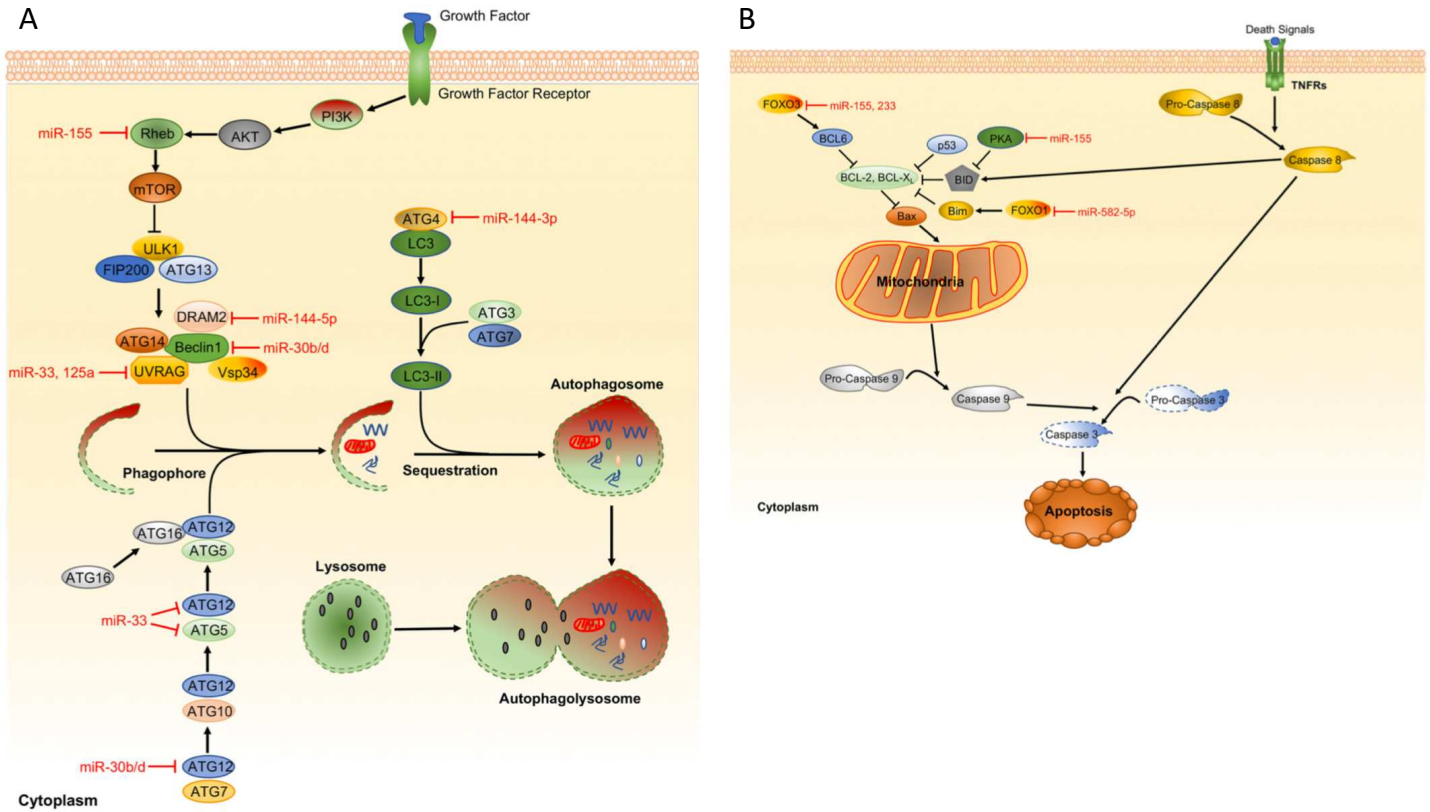 A
Growth Factor
Growth Factor Receptor
PI3K
AKT
Rheb
miR-155
mTOR
ULK1
FIP200
ATG13
DRAM2
miR-144-5p
ATG14
Beclin1
miR-30b/d
miR-33, 125a
UVRAG
Vsp34
ATG4
miR-144-3p
LC3
LC3-I
ATG3
ATG7
LC3-II
Autophagosome
Phagophore
Sequestration
ATG16
ATG12
ATG5
ATG16
Lysosome
miR-33
ATG12
ATG5
ATG12
ATG10
Autophagolysosome
miR-30b/d
ATG12
ATG7
Cytoplasm
B
Death Signals
TNFRs
FOXO3
miR-155, 233
Pro-Caspase 8
BCL6
p53
PKA
miR-155
Caspase 8
BCL-2, BCL-XL
BID
Bax
Bim
FOXO1
miR-582-5p
Mitochondria
Pro-Caspase 9
Caspase 9
Pro-Caspase 3
Caspase 3
Cytoplasm
Apoptosis